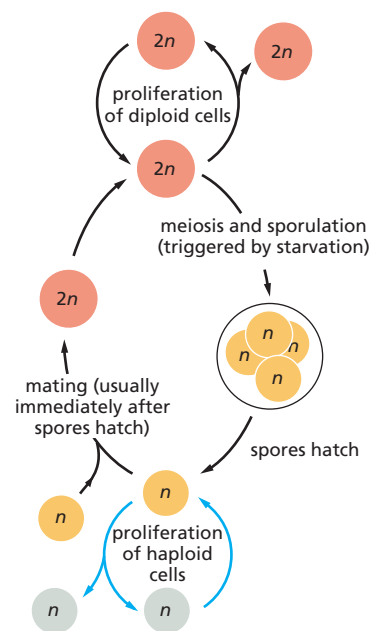 2n
2n
proliferation
of diploid cells
2n
meiosis and sporulation
(triggered by starvation)
2n
n
n
n
n
mating (usually
immediately after
spores hatch)
spores hatch
n
n
proliferation
of haploid
cells
n
n